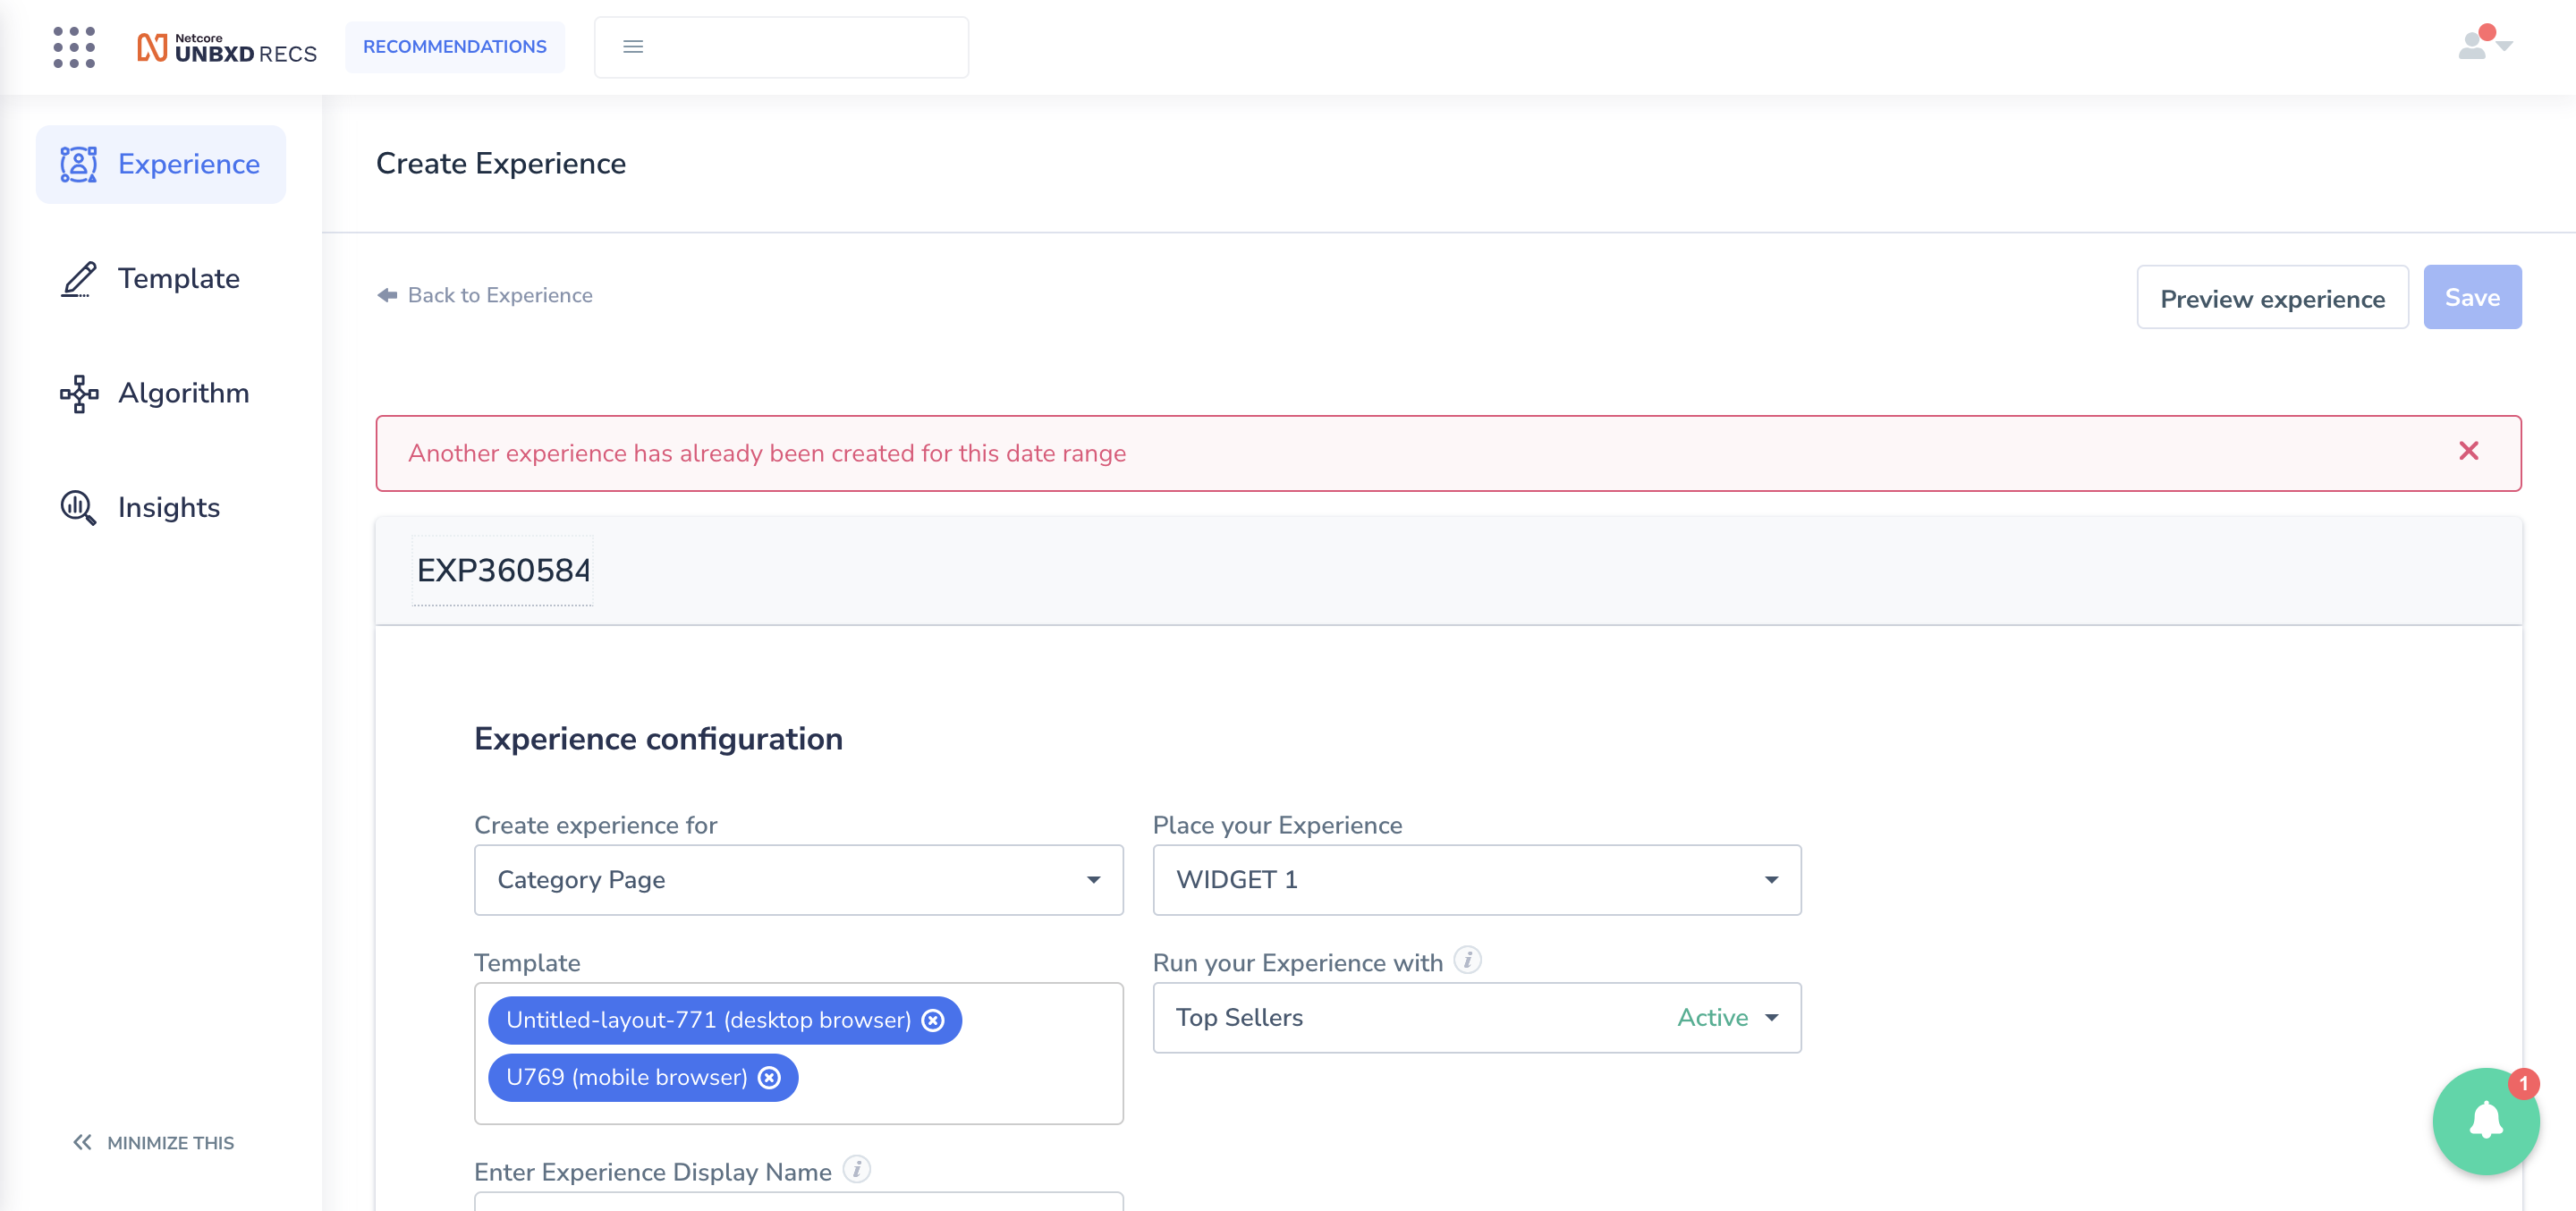 Netcore
UNBXD RECS
RECOMMENDATIONS
Experience
Template
Algorithm
Insights
MINIMIZE THIS
Create Experience
Back to Experience
Preview experience
Save
Another experience has already been created for this date range
EXP360584
Experience configuration
Create experience for
Category Page
Place your Experience
WIDGET 1
Template
Untitled-layout-771 (desktop browser)
U769 (mobile browser)
Run your Experience with i
Top Sellers Active
Enter Experience Display Name i
1